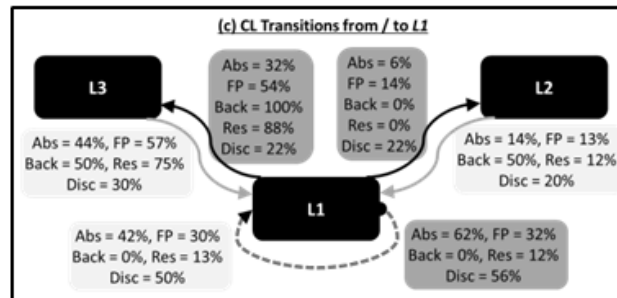 (c) CL Transitions from / to L1
L3
Abs = 32%
FP = 54%
Back = 100%
Res = 88%
Disc = 22%
Abs = 6%
FP = 14%
Back = 0%
Res = 0%
Disc = 22%
L2
Abs = 44%, FP = 57%
Back = 50%, Res = 75%
Disc = 30%
Abs = 14%, FP = 13%
Back = 50%, Res = 12%
Disc = 20%
L1
Abs = 42%, FP = 30%
Back = 0%, Res = 13%
Disc = 50%
Abs = 62%, FP = 32%
Back = 0%, Res = 12%
Disc = 56%